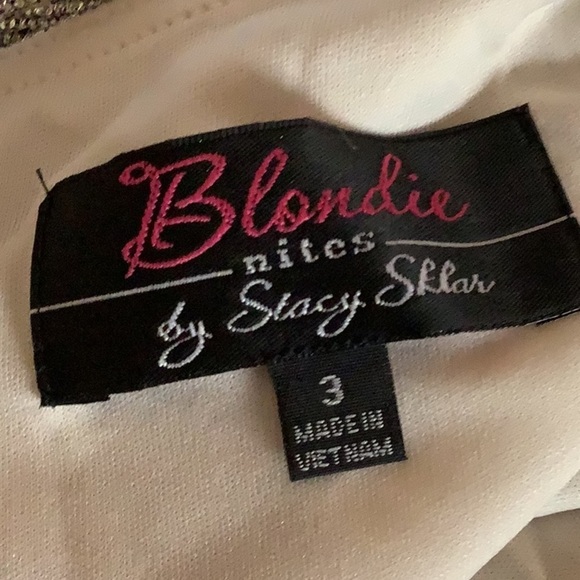 Blondie
nites
by Stacy Sklar
3
MADE IN
VIETNAM